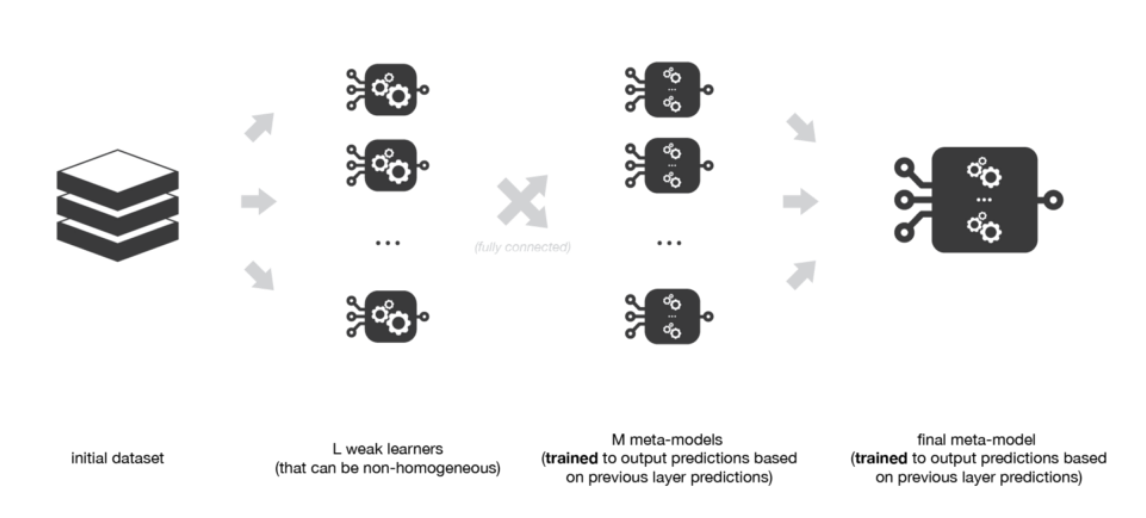 (fully connected)
initial dataset
L weak learners
(that can be non-homogeneous)
M meta-models
(trained to output predictions based
on previous layer predictions)
final meta-model
(trained to output predictions based
on previous layer predictions)